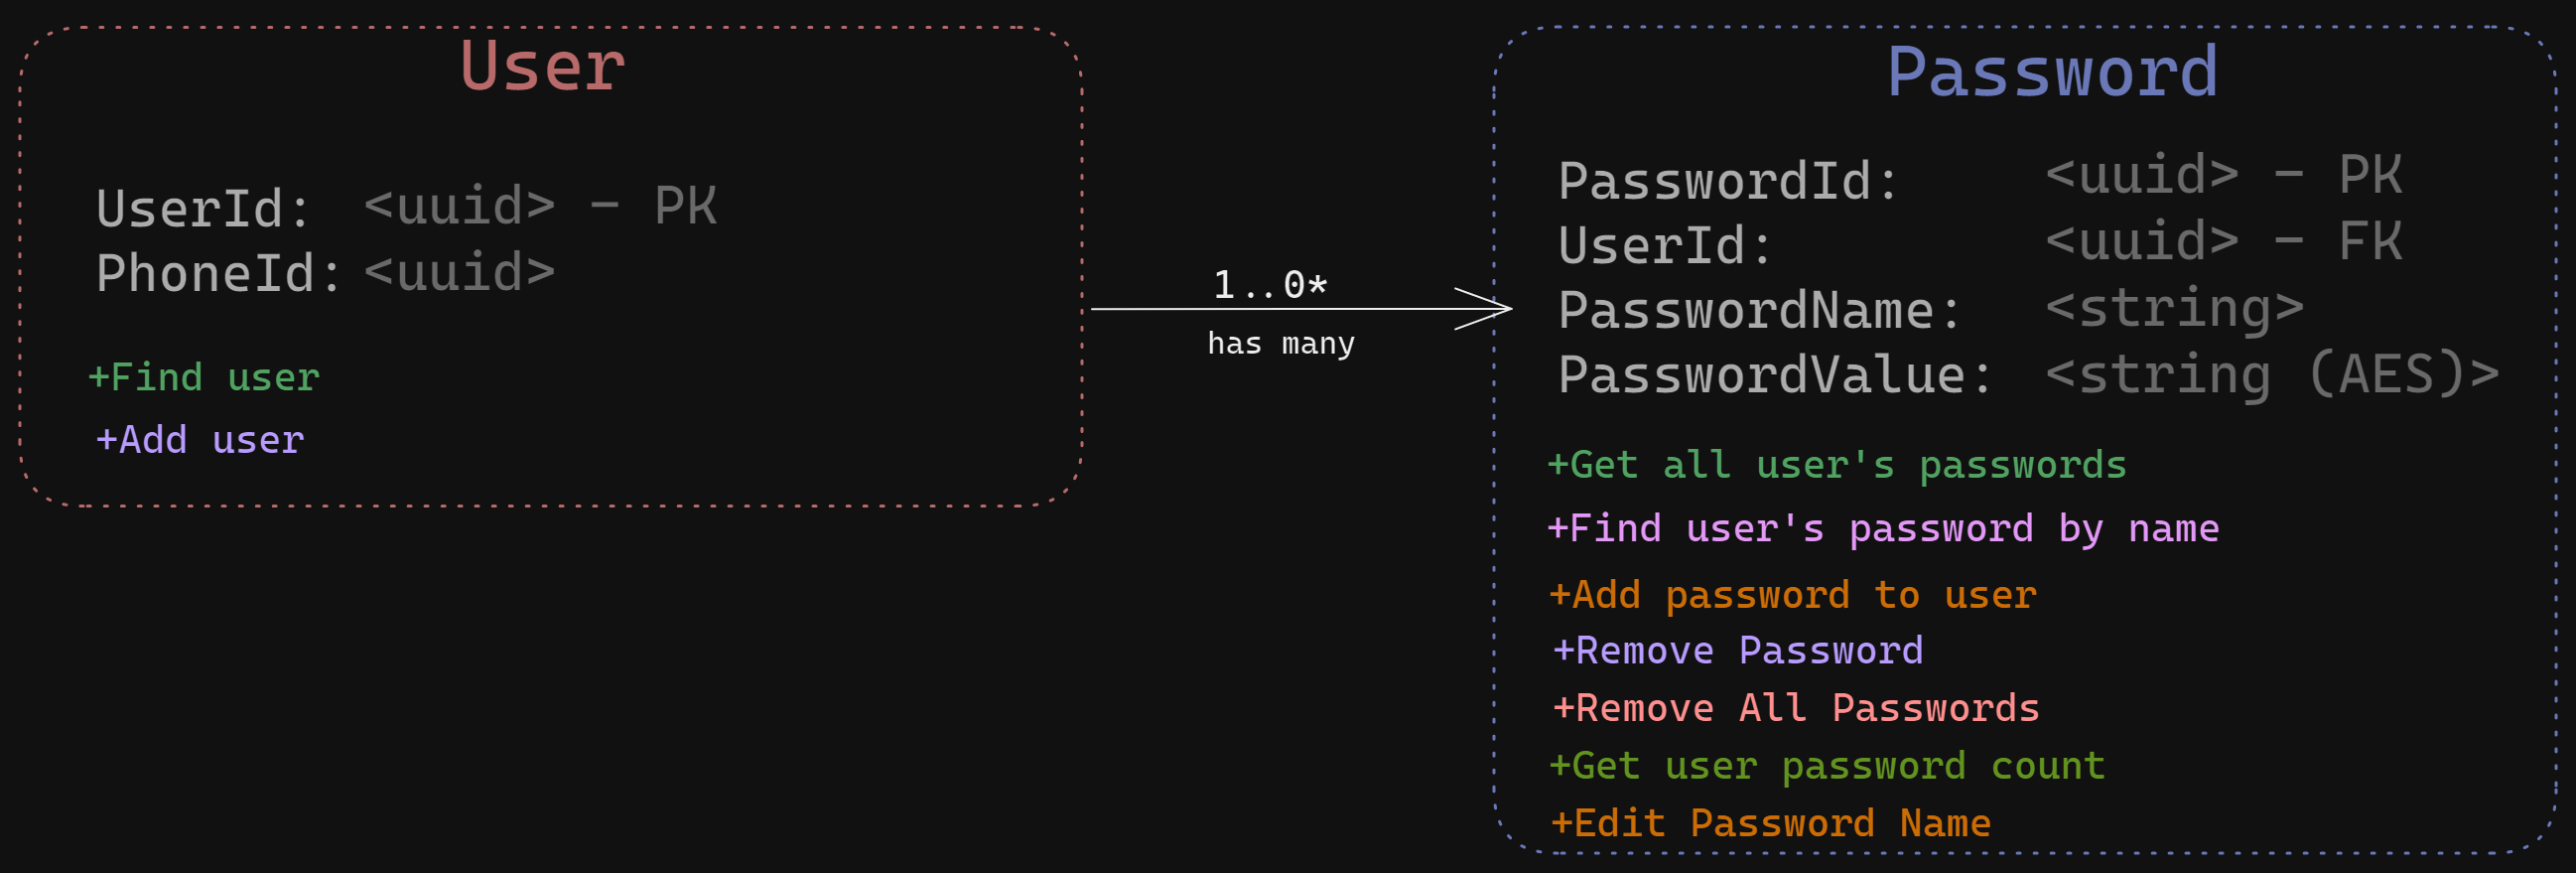 User
UserId: <uuid> - PK
PhoneId: <uuid>
+Find user
+Add user
1..0*
has many
Password
PasswordId: <uuid> - PK
UserId: <uuid> - FK
PasswordName: <string>
PasswordValue: <string (AES)>
+Get all user's passwords
+Find user's password by name
+Add password to user
+Remove Password
+Remove All Passwords
+Get user password count
+Edit Password Name